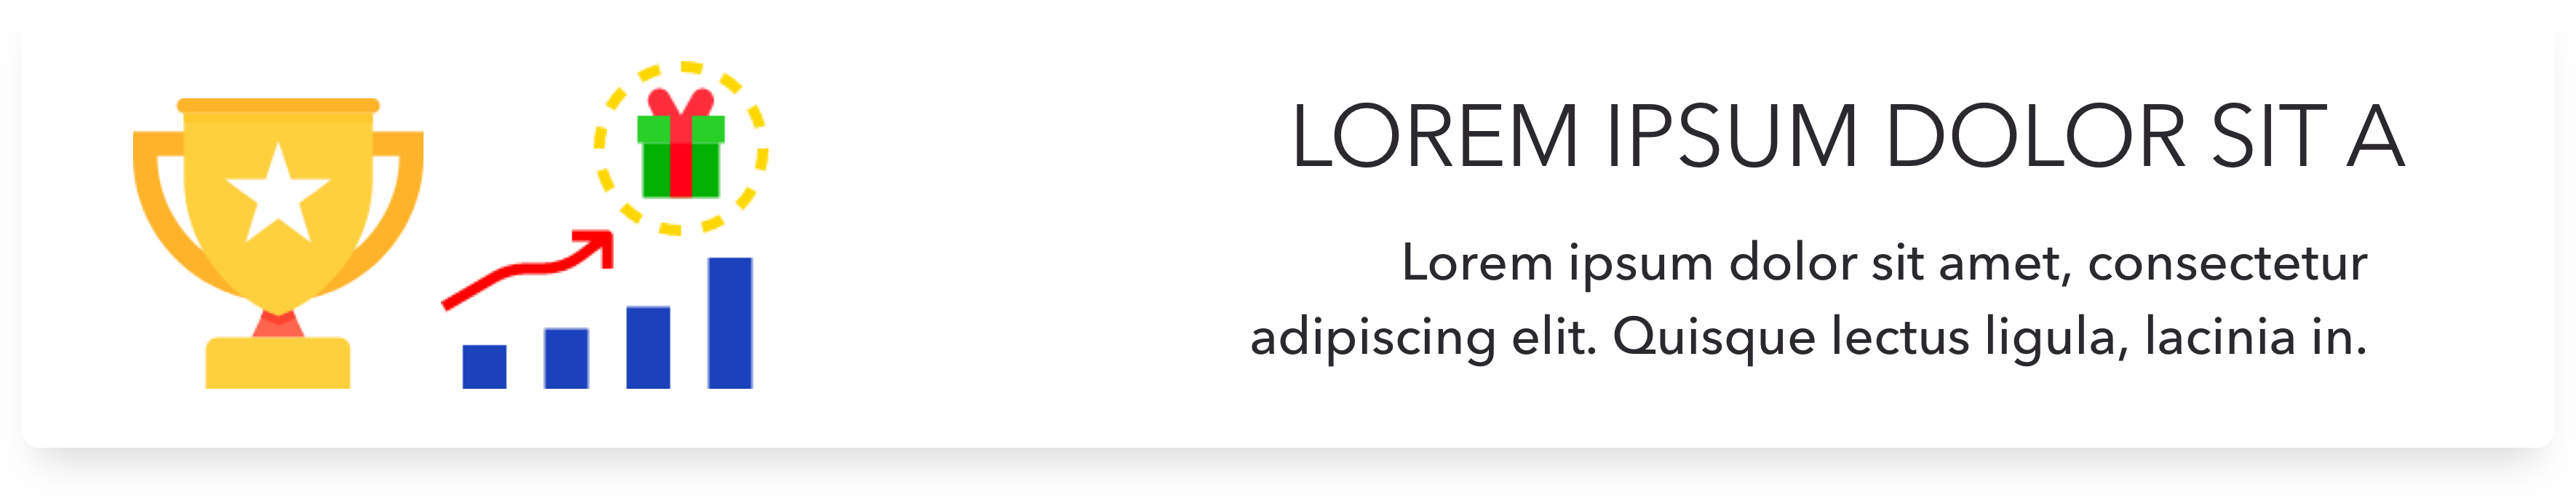 LOREM IPSUM DOLOR SIT A
Lorem ipsum dolor sit amet, consectetur
adipiscing elit. Quisque lectus ligula, lacinia in.